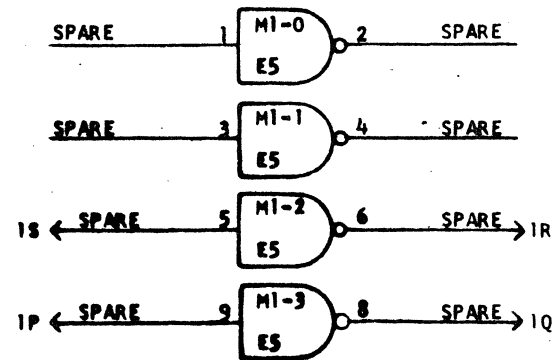 SPARE 1 M1-0 2 SPARE
E5
SPARE 3 M1-1 4 SPARE
E5
1S SPARE 5 M1-2 6 SPARE 1R
E5
1P SPARE 9 M1-3 8 SPARE 1Q
E5